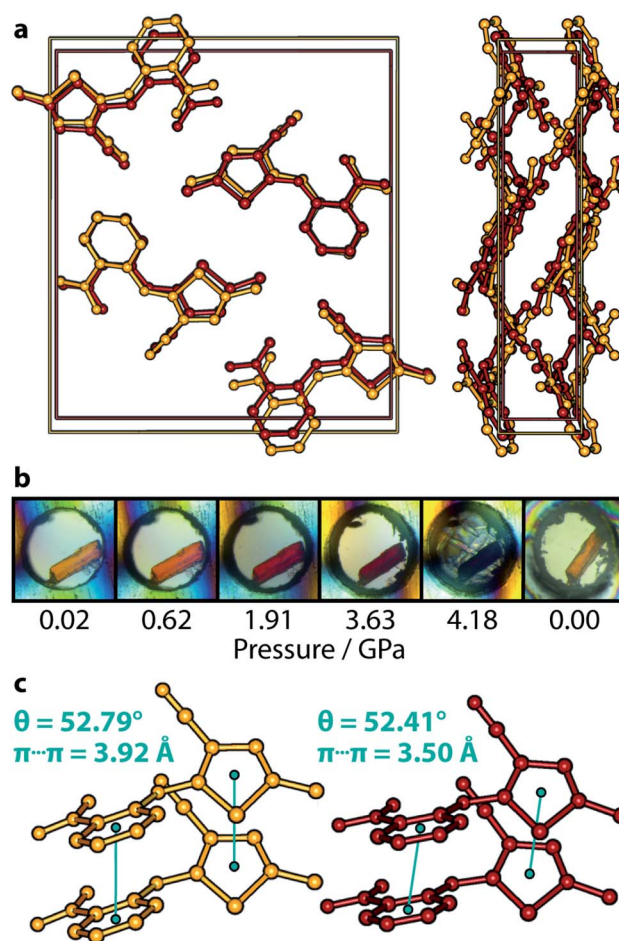 a
b
0.02 0.62 1.91 3.63 4.18 0.00
Pressure / GPa
c
θ = 52.79°
π···π = 3.92 Å
θ = 52.41°
π···π = 3.50 Å